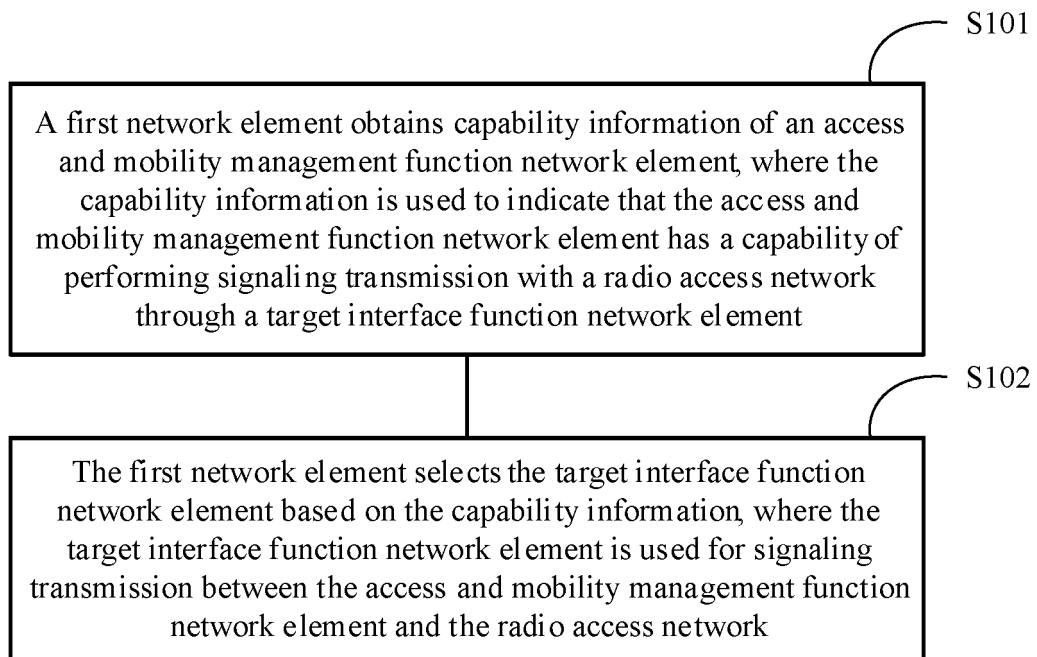 S101
A first network element obtains capability information of an access
and mobility management function network element, where the
capability information is used to indicate that the access and
mobility management function network element has a capability of
performing signaling transmission with a radio access network
through a target interface function network element
S102
The first network element selects the target interface function
network element based on the capability information, where the
target interface function network element is used for signaling
transmission between the access and mobility management function
network element and the radio access network